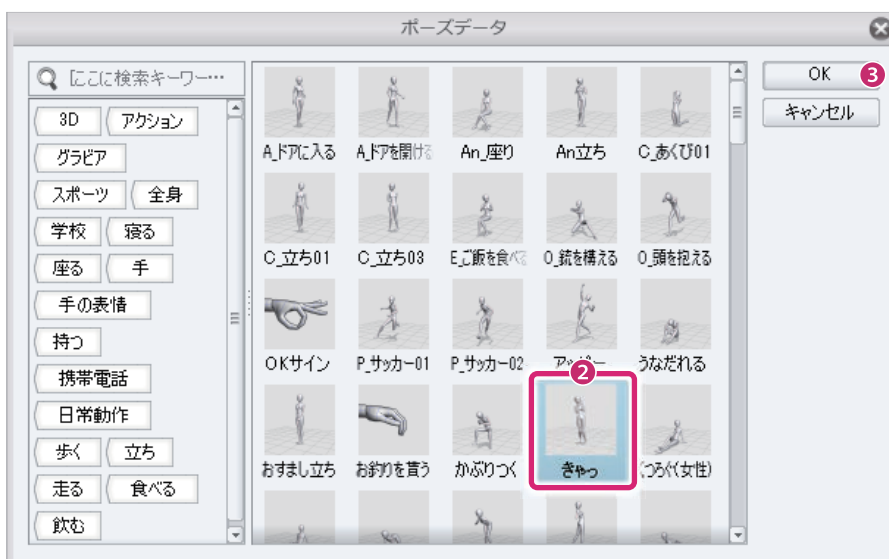 ポーズデータ
[ここに検索キーワー…
OK
3
キャンセル
3D
アクション
グラビア
スポーツ
全身
学校
寝る
座る
手
手の表情
持つ
携帯電話
日常動作
歩く
立ち
走る
食べる
飲む
A_ドアに入る
A_ドアを開ける
An_座り
An立ち
C_あくび01
C_立ち01
C_立ち03
E_ご飯を食べ
O_銃を構える
O_頭を抱える
OKサイン
P_サッカー01
P_サッカー02
2
うなだれる
おすまし立ち
お釣りを貰う
かぶりつく
きゃっ
くつろぐ(女性)